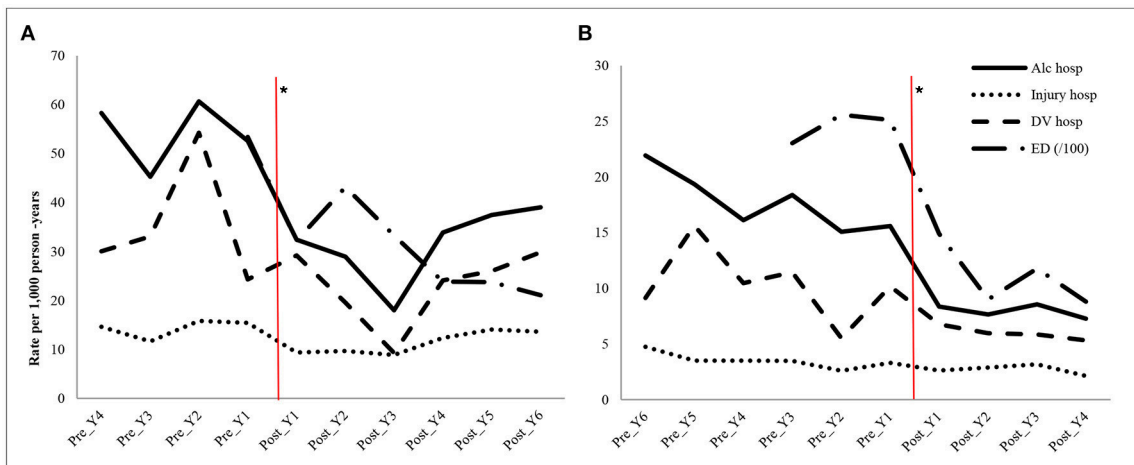 A
B
Rate per 1,000 person -years
70
60
50
40
30
20
10
0
*
Pre_Y4
Pre_Y3
Pre_Y2
Pre_Y1
Post_Y1
Post_Y2
Post_Y3
Post_Y4
Post_Y5
Post_Y6
30
25
20
15
10
5
0
*
Alc hosp
Injury hosp
DV hosp
ED (/100)
Pre_Y6
Pre_Y5
Pre_Y4
Pre_Y3
Pre_Y2
Pre_Y1
Post_Y1
Post_Y2
Post_Y3
Post_Y4